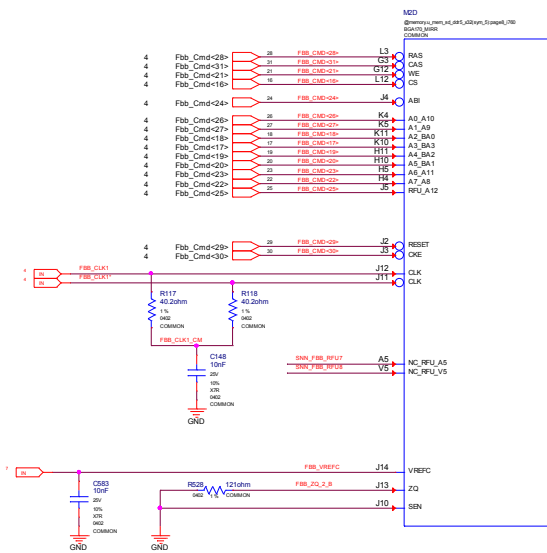 M2D
BGA170_MIRR
COMMON
4 Fbb_Cmd<28> 28 FBB_CMD<28> L3 RAS
4 Fbb_Cmd<31> 31 FBB_CMD<31> G3 CAS
4 Fbb_Cmd<21> 21 FBB_CMD<21> G12 WE
4 Fbb_Cmd<16> 16 FBB_CMD<16> L12 CS
4 Fbb_Cmd<24> 24 FBB_CMD<24> J4 ABI
4 Fbb_Cmd<26> 26 FBB_CMD<26> K4 A0_A10
4 Fbb_Cmd<27> 27 FBB_CMD<27> K5 A1_A9
4 Fbb_Cmd<18> 18 FBB_CMD<18> K11 A2_BA0
4 Fbb_Cmd<17> 17 FBB_CMD<17> K10 A3_BA3
4 Fbb_Cmd<19> 19 FBB_CMD<19> H11 A4_BA2
4 Fbb_Cmd<20> 20 FBB_CMD<20> H10 A5_BA1
4 Fbb_Cmd<23> 23 FBB_CMD<23> H5 A6_A11
4 Fbb_Cmd<22> 22 FBB_CMD<22> H4 A7_A8
4 Fbb_Cmd<25> 25 FBB_CMD<25> J5 RFU_A12
4 Fbb_Cmd<29> 29 FBB_CMD<29> J2 RESET
4 Fbb_Cmd<30> 30 FBB_CMD<30> J3 CKE
IN FBB_CLK1 J12 CLK
IN FBB_CLK1* J11 CLK
R117 R118
40.2ohm 40.2ohm
1 % 1 %
0402 0402
COMMON COMMON
FBB_CLK1_CM
C148
10nF
25V
10%
X7R
0402
COMMON
GND
SNN_FBB_RFU7 A5 NC_RFU_A5
SNN_FBB_RFU8 V5 NC_RFU_V5
IN FBB_VREFC J14 VREFC
C583
10nF
25V
10%
X7R
0402
COMMON
GND
R528 121ohm FBB_ZQ_2_B J13 ZQ
0402 1 % COMMON
J10 SEN
GND